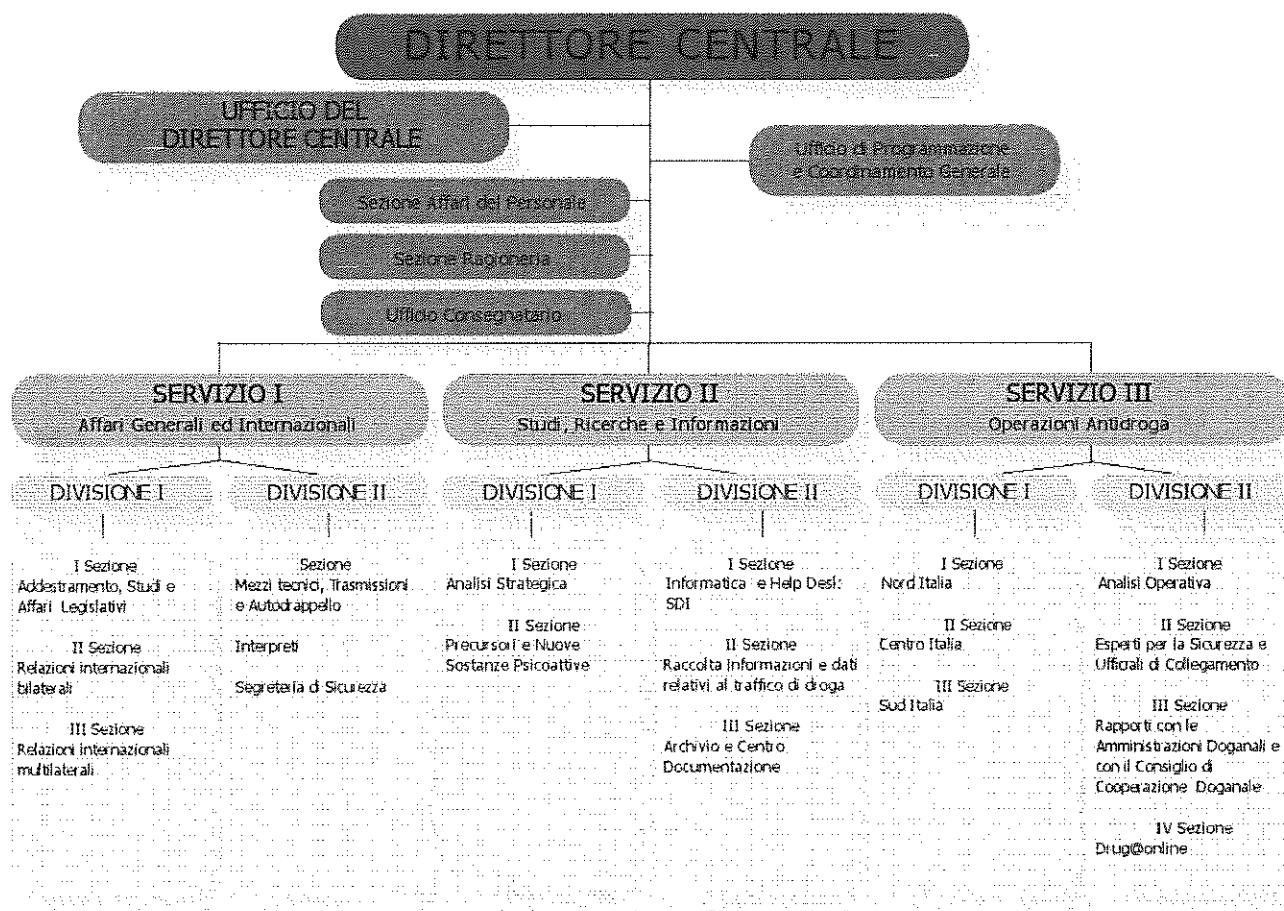 DIRETTORE CENTRALE
UFFICIO DEL
DIRETTORE CENTRALE
Ufficio di Programmazione
e Coordinamento Generale
Sezione Affari del Personale
Sezione Ragioneria
Ufficio Consegnatario
SERVIZIO I
Affari Generali ed Internazionali
SERVIZIO II
Studi, Ricerche e Informazioni
SERVIZIO III
Operazioni Antidroga
DIVISIONE I
I Sezione
Addestramento, Studi e
Affari Legislativi
II Sezione
Relazioni internazionali
bilaterali
III Sezione
Relazioni internazionali
multilaterali
DIVISIONE II
Sezione
Mezzi tecnici, Trasmissioni
e Autodrappello
Interpreti
Segreteria di Sicurezza
DIVISIONE I
I Sezione
Analisi Strategica
II Sezione
Precursori e Nuove
Sostanze Psicoattive
DIVISIONE II
I Sezione
Informatica e Help Desk
SDI
II Sezione
Raccolta informazioni e dati
relativi al traffico di droga
III Sezione
Archivio e Centro
Documentazione
DIVISIONE I
I Sezione
Nord Italia
II Sezione
Centro Italia
III Sezione
Sud Italia
DIVISIONE II
I Sezione
Analisi Operativa
II Sezione
Esperti per la Sicurezza e
Ufficiali di Collegamento
III Sezione
Rapporti con le
Amministrazioni Doganali e
con il Consiglio di
Cooperazione Doganale
IV Sezione
Drug@online